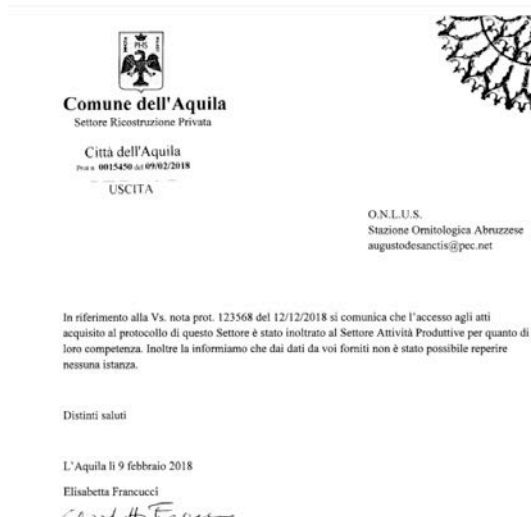 PHS
Comune dell'Aquila
Settore Ricostruzione Privata
Città dell'Aquila
Prot n. 0015450 del 09/02/2018
USCITA
O.N.L.U.S.
Stazione Ornitologica Abruzzese
augustodesanctis@pec.net
In riferimento alla Vs. nota prot. 123568 del 12/12/2018 si comunica che l'accesso agli atti
acquisito al protocollo di questo Settore è stato inoltrato al Settore Attività Produttive per quanto di
loro competenza. Inoltre la informiamo che dai dati da voi forniti non è stato possibile reperire
nessuna istanza.
Distinti saluti
L'Aquila lì 9 febbraio 2018
Elisabetta Francucci